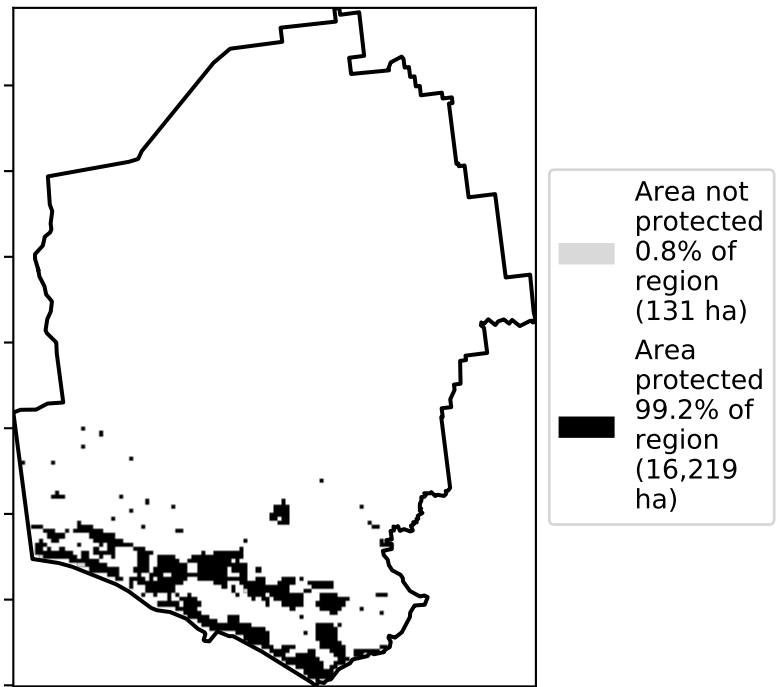 Area not
protected
0.8% of
region
(131 ha)
Area
protected
99.2% of
region
(16,219
ha)